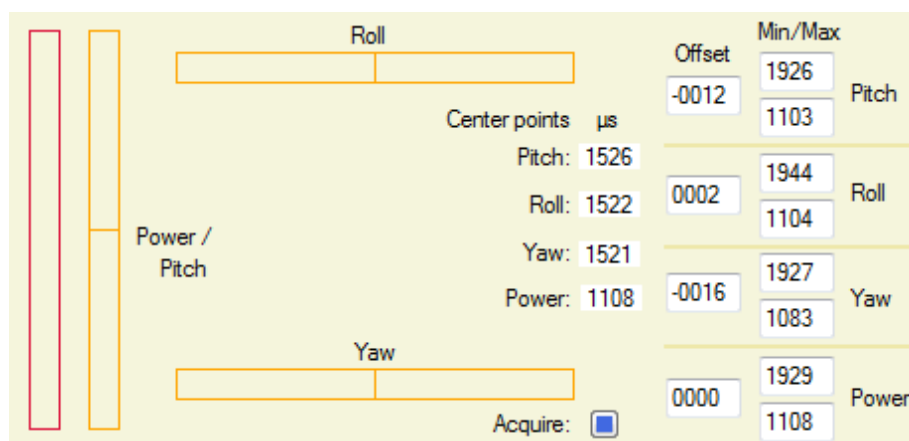 Roll
Offset
Min/Max
-0012
1926
1103
Pitch
Center points µs
Pitch: 1526
Roll: 1522
Yaw: 1521
Power: 1108
0002
1944
1104
Roll
Power /
Pitch
-0016
1927
1083
Yaw
Yaw
0000
1929
1108
Power
Acquire: